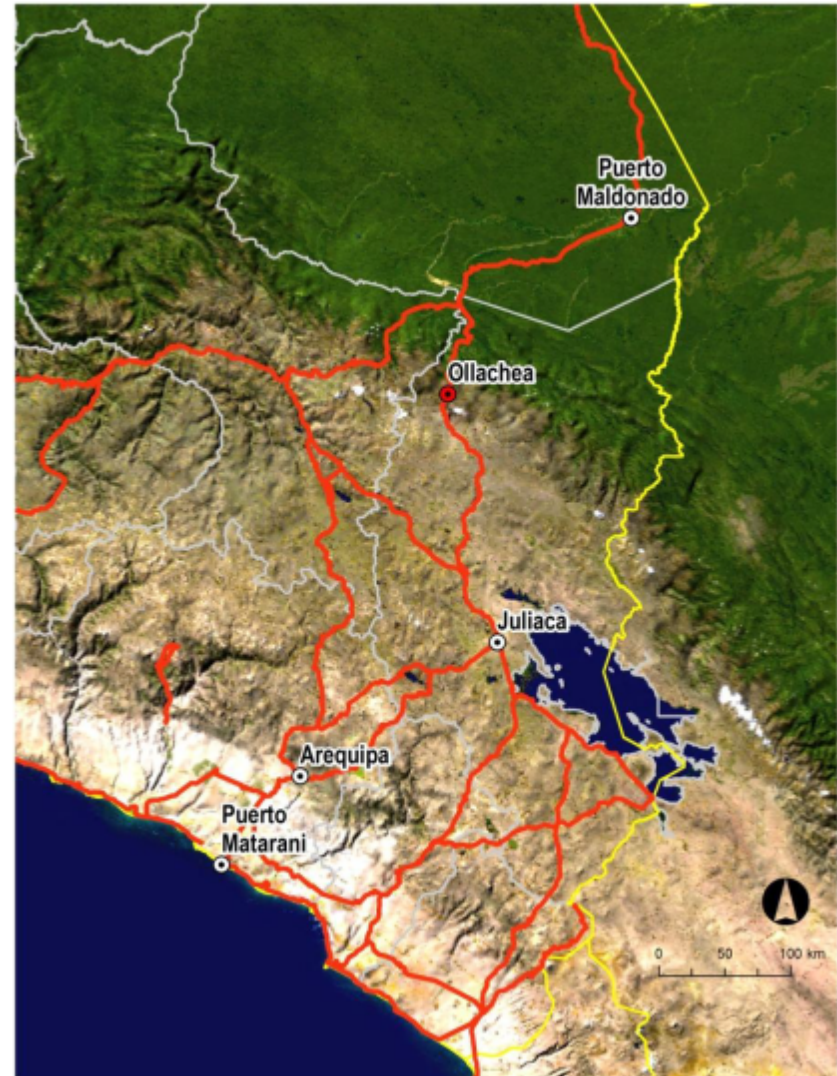 Puerto
Maldonado
Ollachea
Juliaca
Arequipa
Puerto
Matarani
0 50 100 km